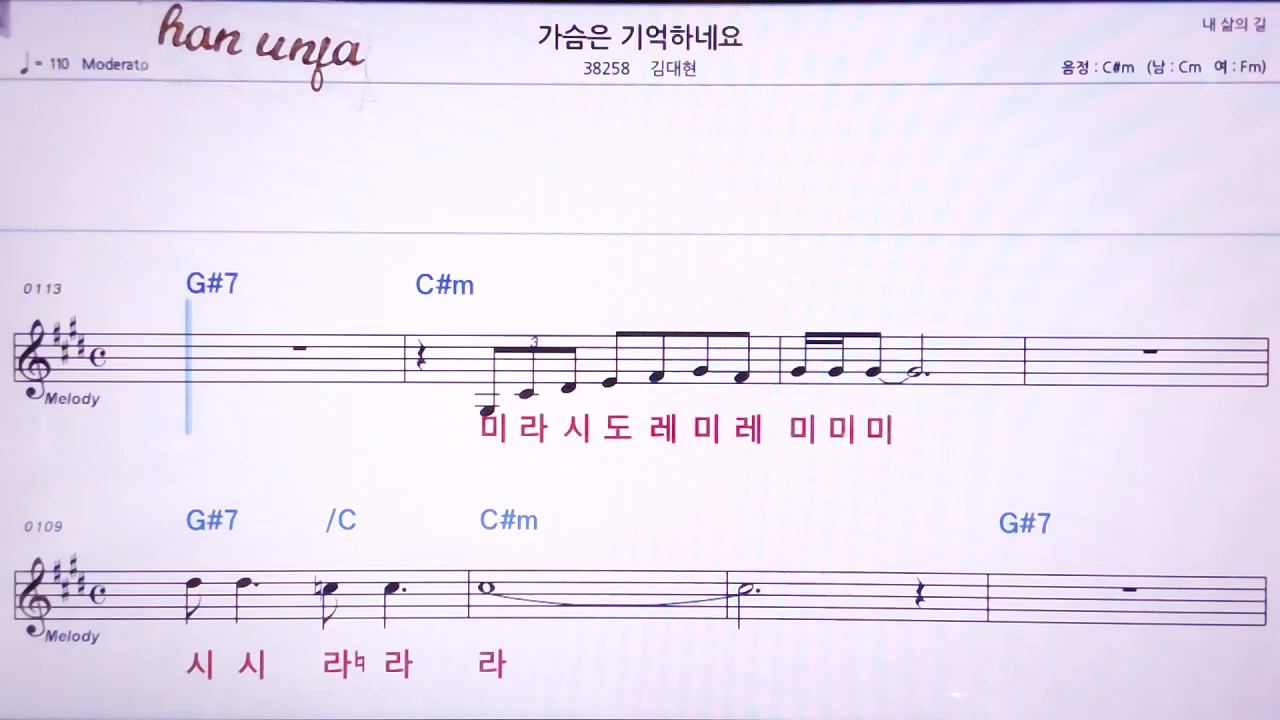 han unja
가슴은 기억하네요
내 삶의 길
♩= 110 Moderato
38258 김대현
음정 : C#m (남 : Cm 여 : Fm)
0113 G#7 C#m
3
Melody
미 라 시 도 레 미 레 미 미 미
0109 G#7 /C C#m G#7
Melody
시 시 라♮ 라 라